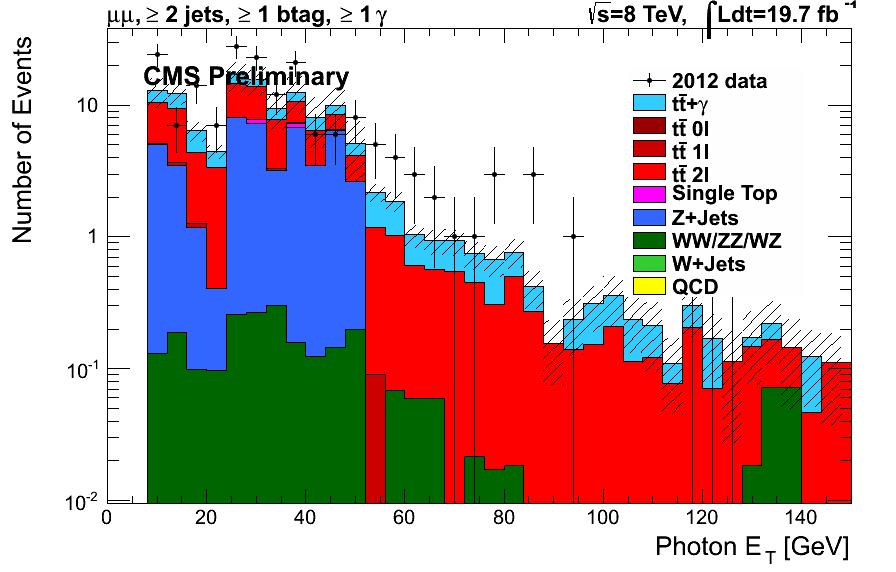 μμ, ≥ 2 jets, ≥ 1 btag, ≥ 1 γ √s=8 TeV, ∫Ldt=19.7 fb⁻¹
CMS Preliminary
2012 data
tt̄+γ
tt̄ 0l
tt̄ 1l
tt̄ 2l
Single Top
Z+Jets
WW/ZZ/WZ
W+Jets
QCD
Number of Events
10
1
10⁻¹
10⁻²
0 20 40 60 80 100 120 140
Photon E_T [GeV]